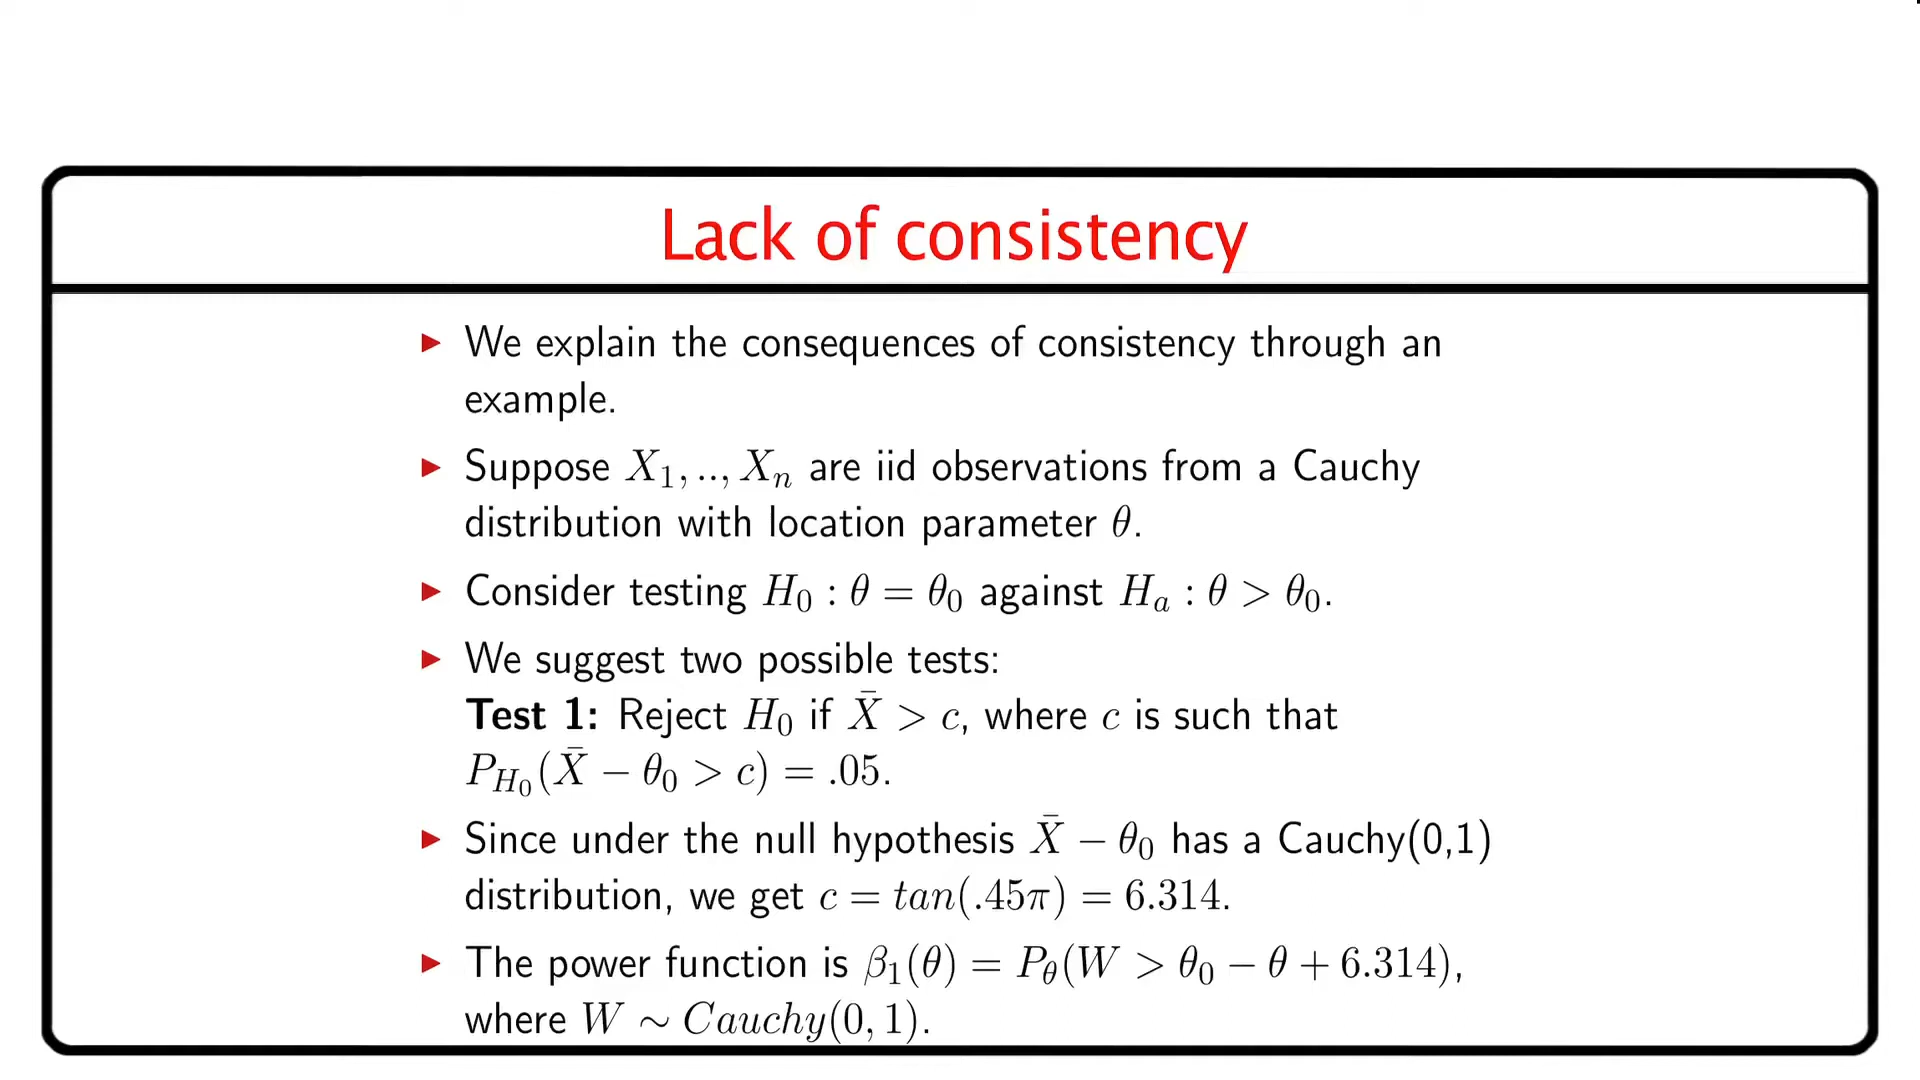 Lack of consistency
▶ We explain the consequences of consistency through an
example.
▶ Suppose $X_1, .., X_n$ are iid observations from a Cauchy
distribution with location parameter $\theta$.
▶ Consider testing $H_0 : \theta = \theta_0$ against $H_a : \theta > \theta_0$.
▶ We suggest two possible tests:
Test 1: Reject $H_0$ if $\bar{X} > c$, where $c$ is such that
$P_{H_0}(\bar{X} - \theta_0 > c) = .05$.
▶ Since under the null hypothesis $\bar{X} - \theta_0$ has a Cauchy(0,1)
distribution, we get $c = tan(.45\pi) = 6.314$.
▶ The power function is $\beta_1(\theta) = P_\theta(W > \theta_0 - \theta + 6.314)$,
where $W \sim Cauchy(0, 1)$.